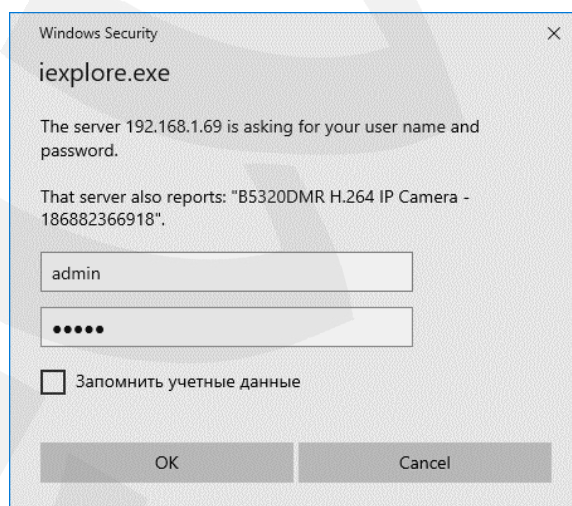 Windows Security
iexplore.exe
The server 192.168.1.69 is asking for your user name and
password.
That server also reports: "B5320DMR H.264 IP Camera -
186882366918".
admin
●●●●●
Запомнить учетные данные
OK
Cancel